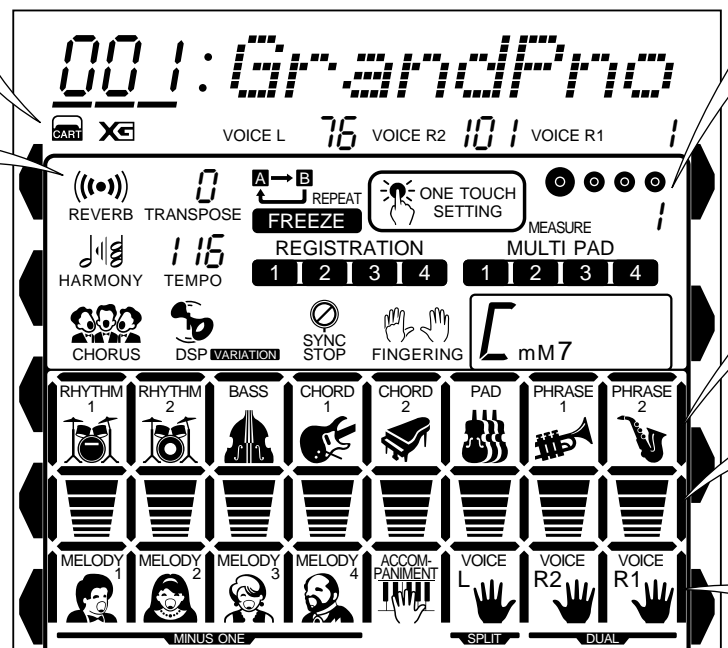 001:GrandPno
CART XG VOICE L 76 VOICE R2 101 VOICE R1 1
REVERB 0 TRANSPOSE A B REPEAT FREEZE ONE TOUCH SETTING
MEASURE 1
HARMONY 116 TEMPO REGISTRATION 1 2 3 4 MULTI PAD 1 2 3 4
CHORUS DSP VARIATION SYNC STOP FINGERING C mM7
RHYTHM 1 RHYTHM 2 BASS CHORD 1 CHORD 2 PAD PHRASE 1 PHRASE 2
MELODY 1 MELODY 2 MELODY 3 MELODY 4 ACCOM-PANIMENT VOICE L VOICE R2 VOICE R1
MINUS ONE SPLIT DUAL